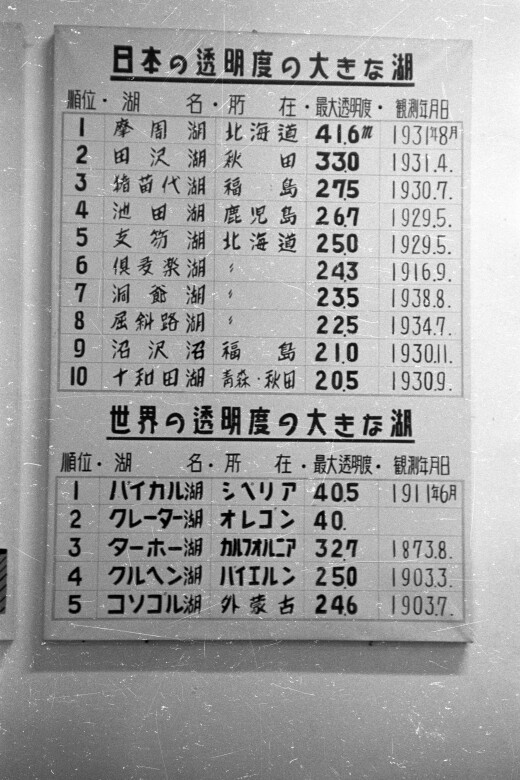 日本の透明度の大きな湖
順位・湖名・所在・最大透明度・観測年月日
1 摩周湖 北海道 41.6m 1931年8月
2 田沢湖 秋田 33.0 1931.4.
3 猪苗代湖 福島 27.5 1930.7.
4 池田湖 鹿児島 26.7 1929.5.
5 支笏湖 北海道 25.0 1929.5.
6 倶多楽湖 〃 24.3 1916.9.
7 洞爺湖 〃 23.5 1938.8.
8 屈斜路湖 〃 22.5 1934.7.
9 沼沢沼 福島 21.0 1930.11.
10 十和田湖 青森・秋田 20.5 1930.9.
世界の透明度の大きな湖
順位・湖名・所在・最大透明度・観測年月日
1 バイカル湖 シベリア 40.5 1911年6月
2 クレーター湖 オレゴン 40.
3 ターホー湖 カルフォルニア 32.7 1873.8.
4 クルヘン湖 バイエルン 25.0 1903.3.
5 コソゴル湖 外蒙古 24.6 1903.7.